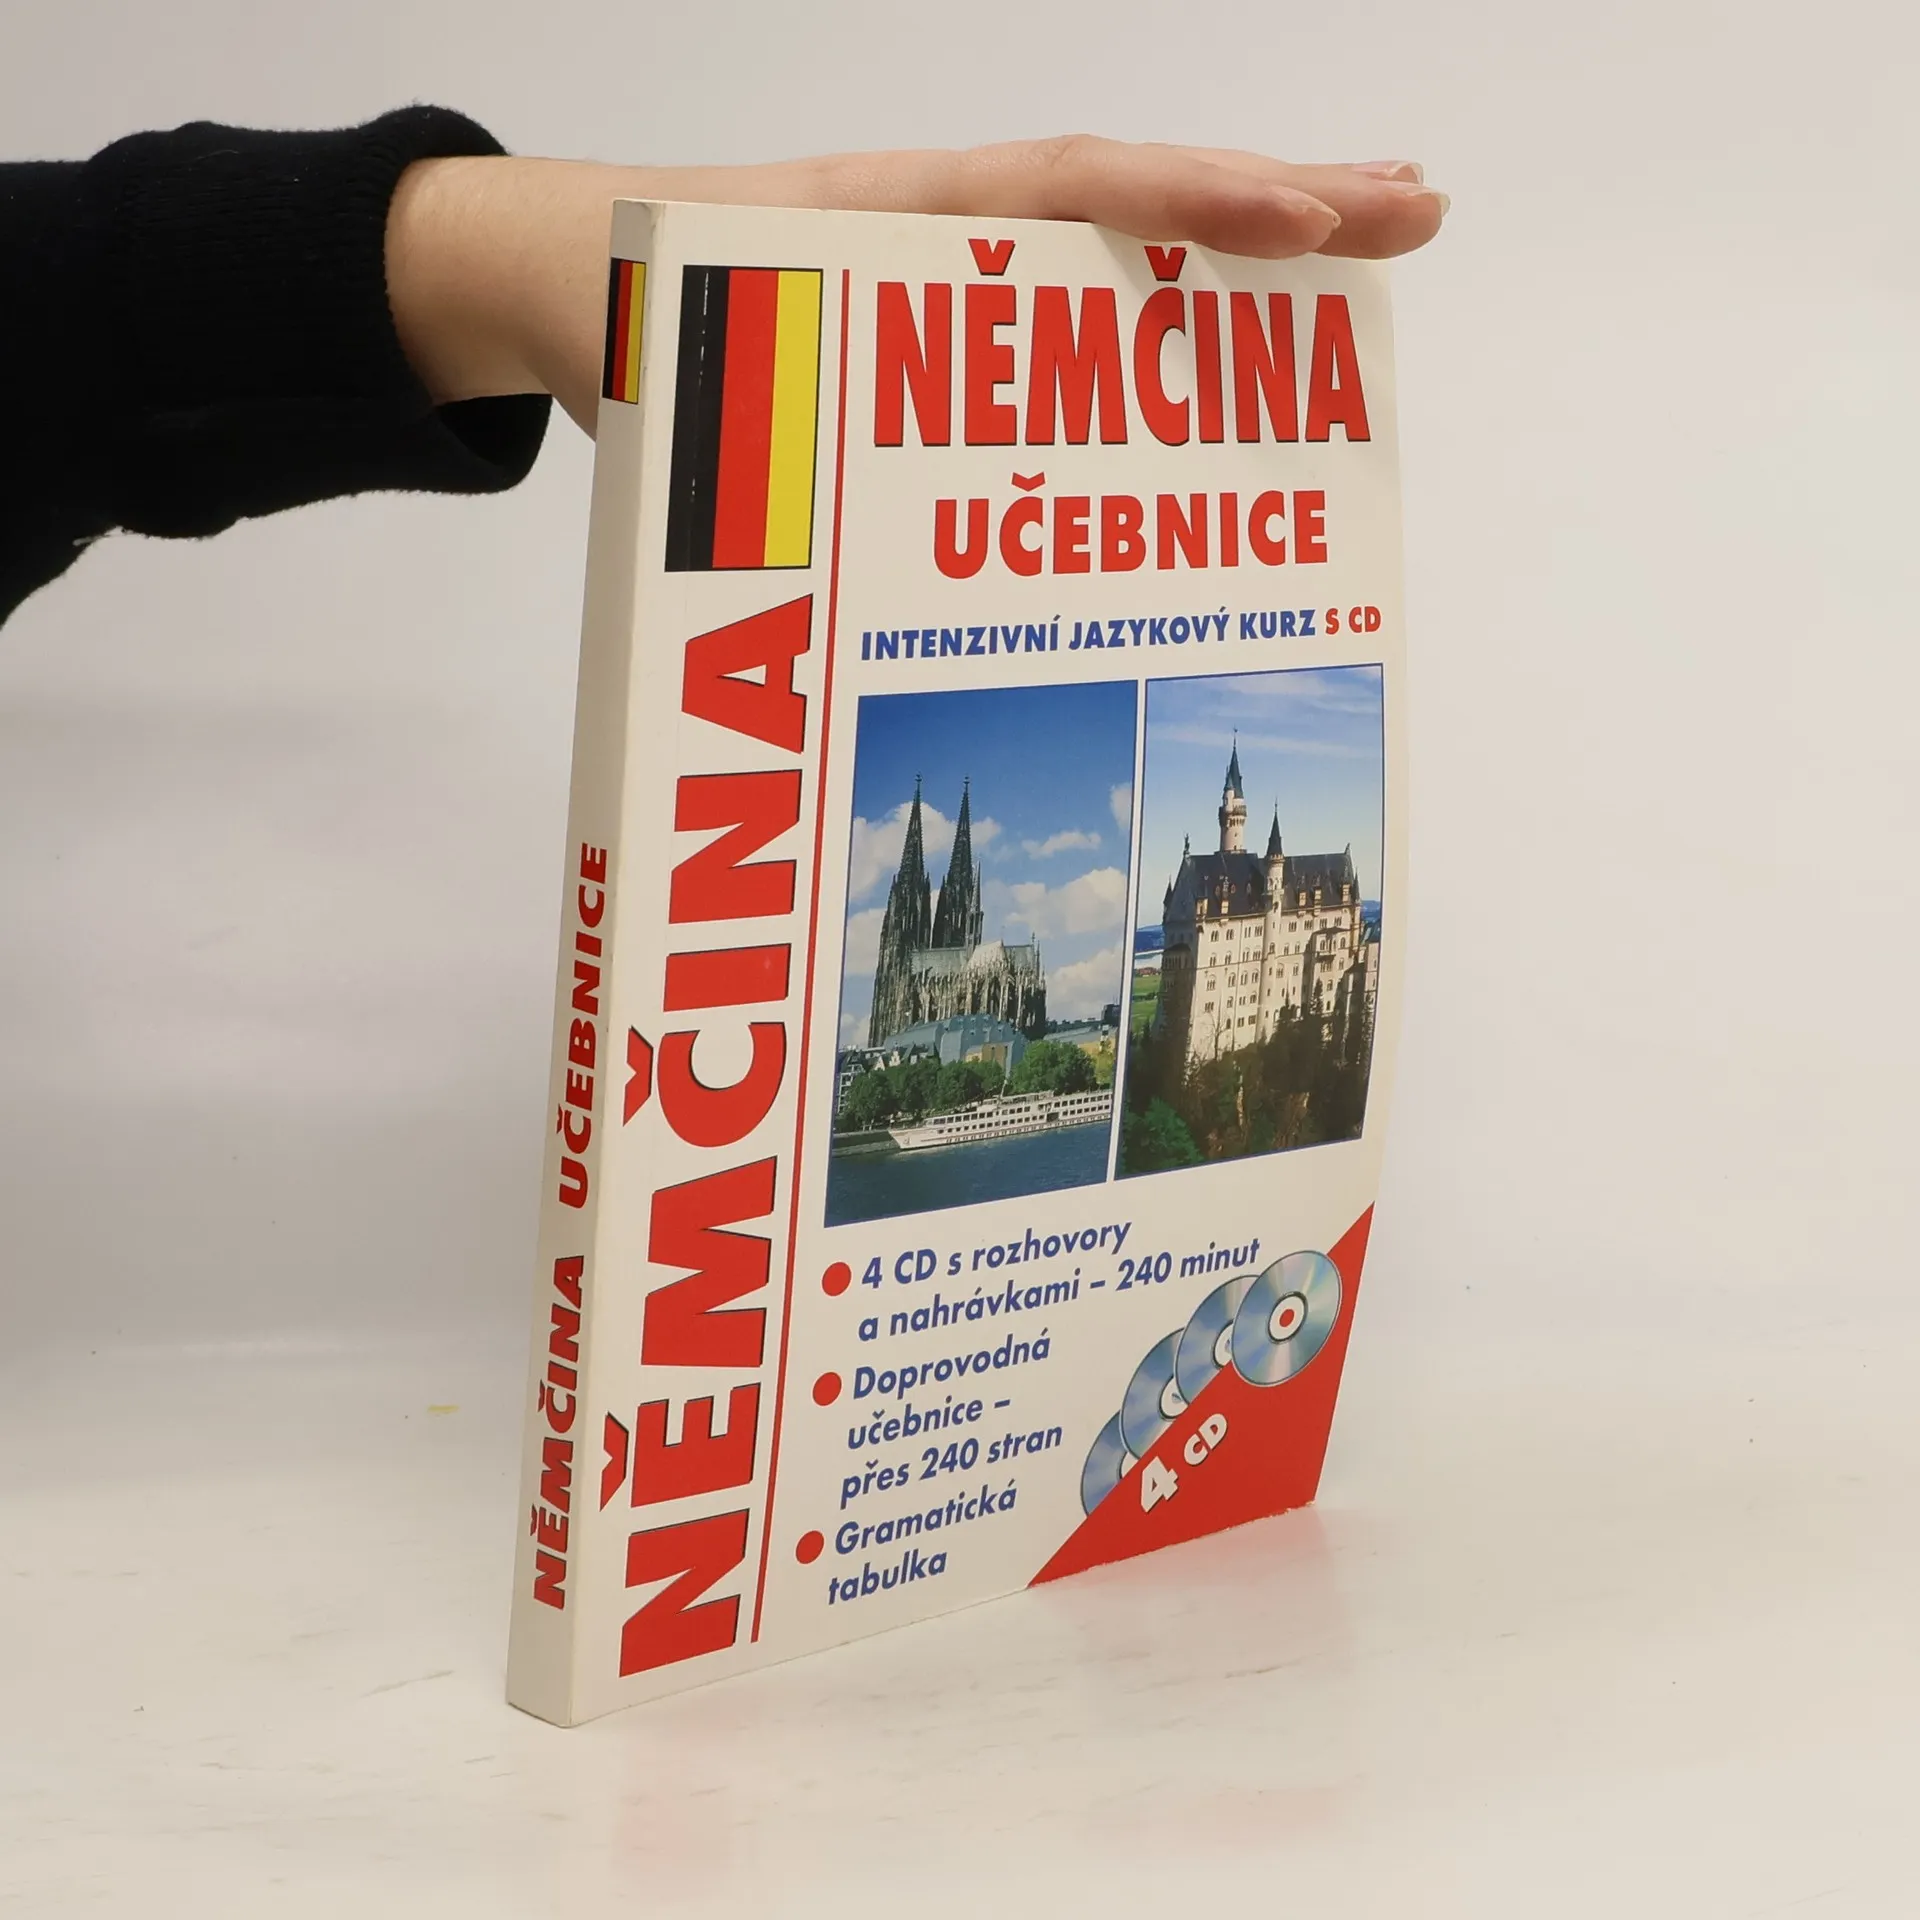 NĚMČINA UČEBNICE
NĚMČINA
NĚMČINA
UČEBNICE
INTENZIVNÍ JAZYKOVÝ KURZ S CD
4 CD s rozhovory
a nahrávkami – 240 minut
Doprovodná
učebnice –
přes 240 stran
Gramatická
tabulka
4 CD